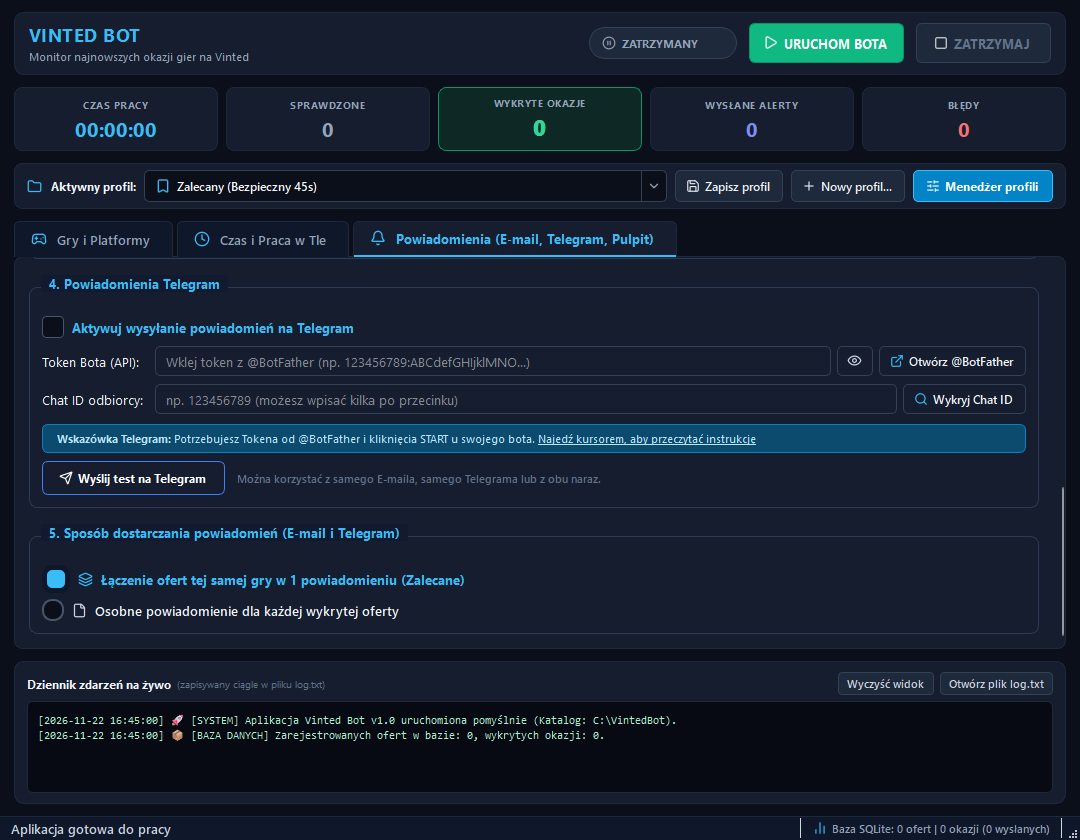 VINTED BOT
Monitor najnowszych okazji gier na Vinted
ZATRZYMANY
URUCHOM BOTA
ZATRZYMAJ
CZAS PRACY
00:00:00
SPRAWDZONE
0
WYKRYTE OKAZJE
0
WYSŁANE ALERTY
0
BŁĘDY
0
Aktywny profil:
Zalecany (Bezpieczny 45s)
Zapisz profil
Nowy profil...
Menedżer profili
Gry i Platformy
Czas i Praca w Tle
Powiadomienia (E-mail, Telegram, Pulpit)
4. Powiadomienia Telegram
Aktywuj wysyłanie powiadomień na Telegram
Token Bota (API):
Wklej token z @BotFather (np. 123456789:ABCdefGHIjklMNO...)
Otwórz @BotFather
Chat ID odbiorcy:
np. 123456789 (możesz wpisać kilka po przecinku)
Wykryj Chat ID
Wskazówka Telegram: Potrzebujesz Tokena od @BotFather i kliknięcia START u swojego bota. Najedź kursorem, aby przeczytać instrukcję
Wyślij test na Telegram
Można korzystać z samego E-maila, samego Telegrama lub z obu naraz.
5. Sposób dostarczania powiadomień (E-mail i Telegram)
Łączenie ofert tej samej gry w 1 powiadomieniu (Zalecane)
Osobne powiadomienie dla każdej wykrytej oferty
Dziennik zdarzeń na żywo (zapisywany ciągle w pliku log.txt)
Wyczyść widok
Otwórz plik log.txt
[2026-11-22 16:45:00] 🚀 [SYSTEM] Aplikacja Vinted Bot v1.0 uruchomiona pomyślnie (Katalog: C:\VintedBot).
[2026-11-22 16:45:00] 📦 [BAZA DANYCH] Zarejestrowanych ofert w bazie: 0, wykrytych okazji: 0.
Aplikacja gotowa do pracy
Baza SQLite: 0 ofert | 0 okazji (0 wysłanych)